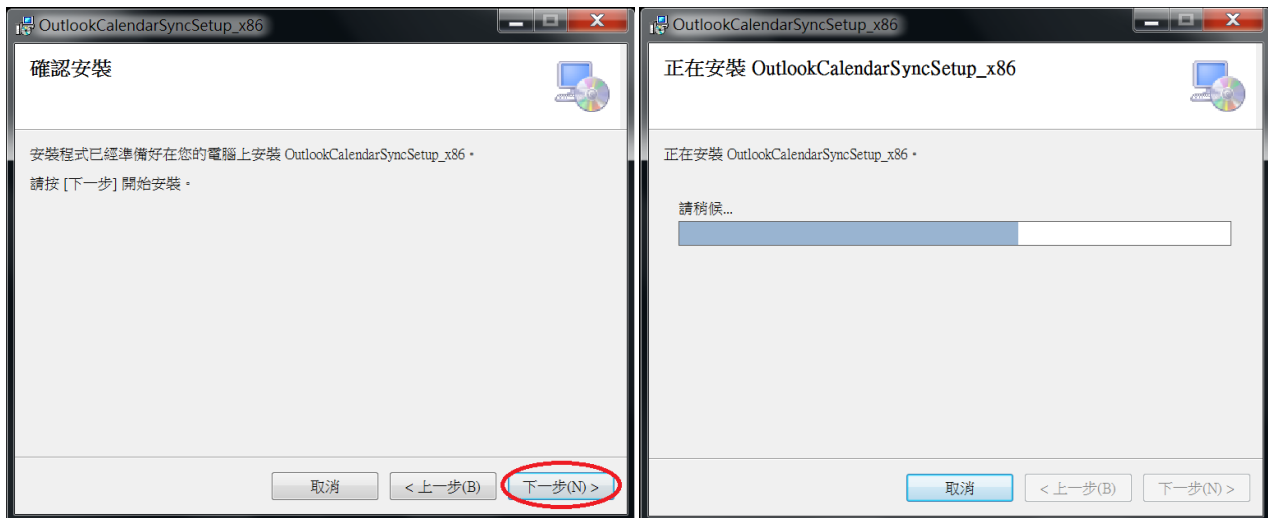 OutlookCalendarSyncSetup_x86
確認安裝
安裝程式已經準備好在您的電腦上安裝 OutlookCalendarSyncSetup_x86。
請按 [下一步] 開始安裝。
取消
< 上一步(B)
下一步(N) >
OutlookCalendarSyncSetup_x86
正在安裝 OutlookCalendarSyncSetup_x86
正在安裝 OutlookCalendarSyncSetup_x86。
請稍候...
取消
< 上一步(B)
下一步(N) >